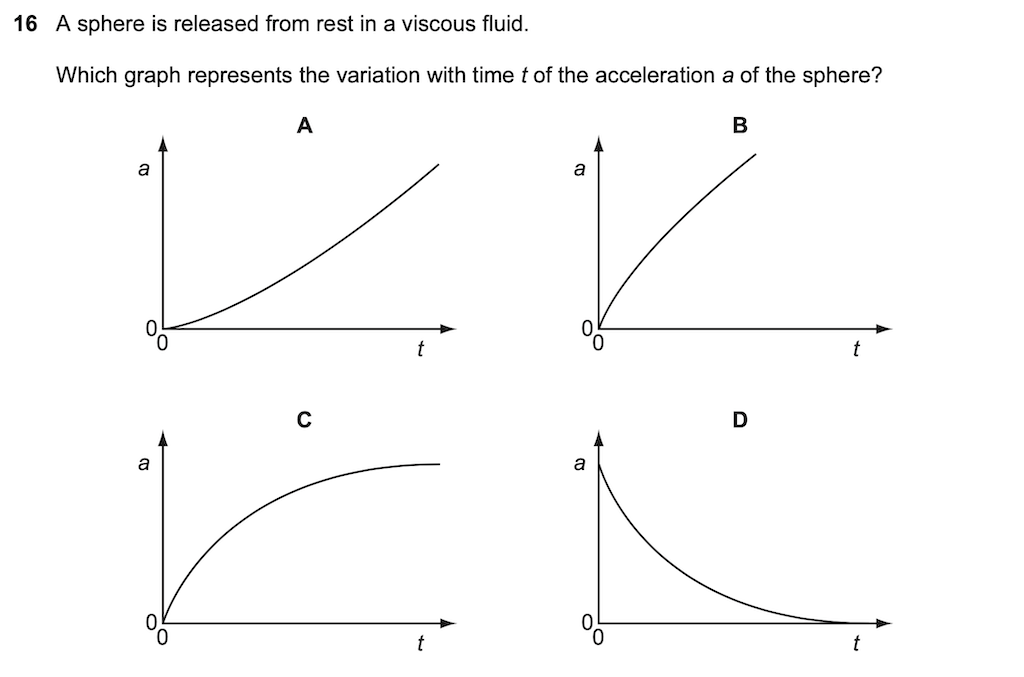 16 A sphere is released from rest in a viscous fluid.
Which graph represents the variation with time t of the acceleration a of the sphere?
A
a
0
0
t
B
a
0
0
t
C
a
0
0
t
D
a
0
0
t